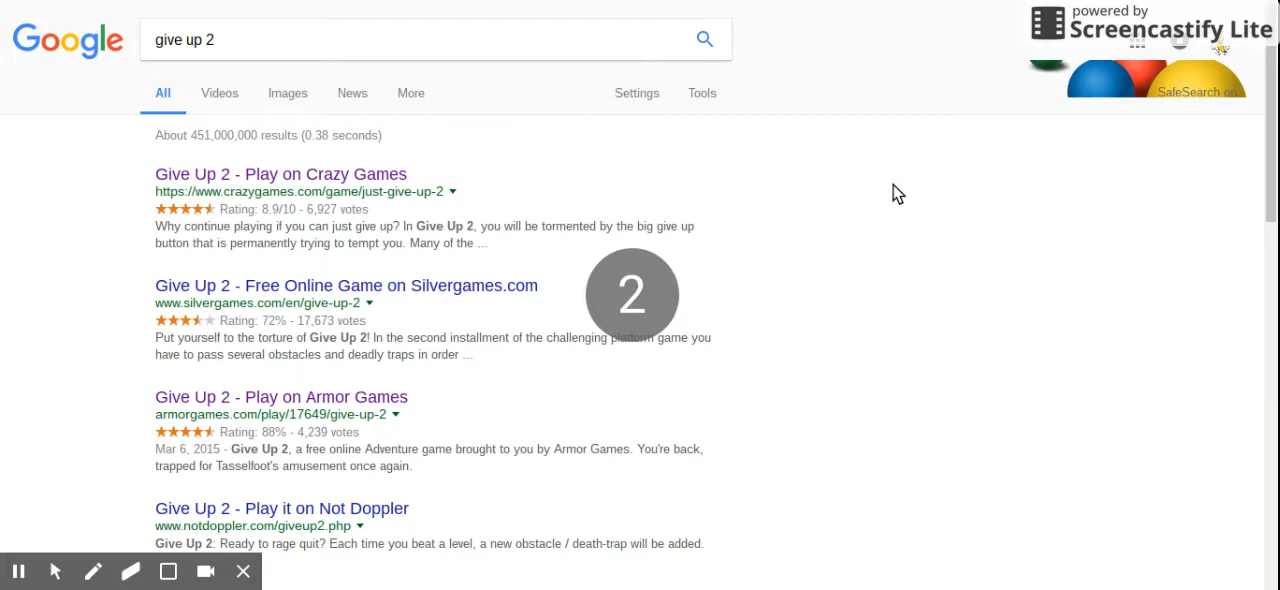 powered by
Screencastify Lite
Google
give up 2
SafeSearch on
All Videos Images News More Settings Tools
About 451,000,000 results (0.38 seconds)
Give Up 2 - Play on Crazy Games
https://www.crazygames.com/game/just-give-up-2
Rating: 8.9/10 - 6,927 votes
Why continue playing if you can just give up? In Give Up 2, you will be tormented by the big give up
button that is permanently trying to tempt you. Many of the ...
2
Give Up 2 - Free Online Game on Silvergames.com
www.silvergames.com/en/give-up-2
Rating: 72% - 17,673 votes
Put yourself to the torture of Give Up 2! In the second installment of the challenging platform game you
have to pass several obstacles and deadly traps in order ...
Give Up 2 - Play on Armor Games
armorgames.com/play/17649/give-up-2
Rating: 88% - 4,239 votes
Mar 6, 2015 - Give Up 2, a free online Adventure game brought to you by Armor Games. You're back,
trapped for Tasselfoot's amusement once again.
Give Up 2 - Play it on Not Doppler
www.notdoppler.com/giveup2.php
Give Up 2: Ready to rage quit? Each time you beat a level, a new obstacle / death-trap will be added.